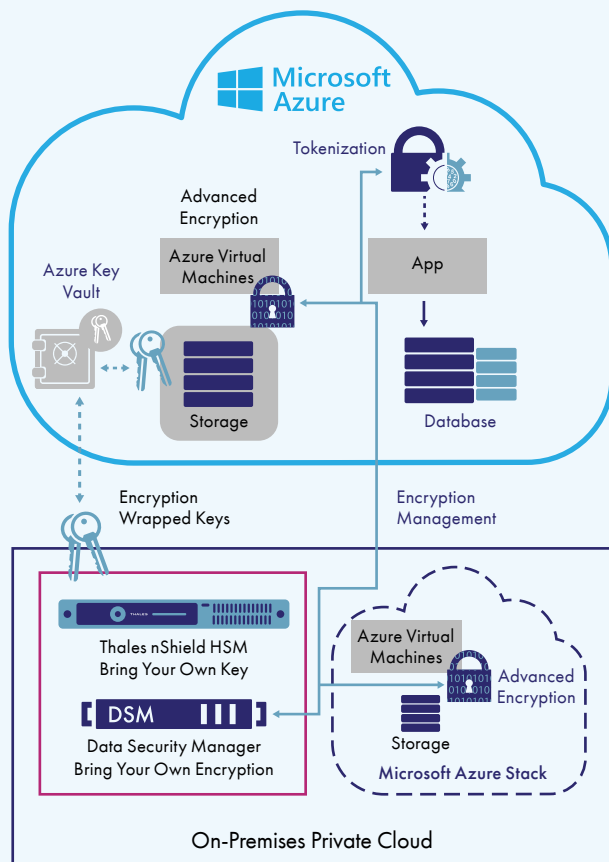 Microsoft
Azure
Tokenization
Advanced
Encryption
Azure Virtual
Machines
App
Azure Key
Vault
Storage
Database
Encryption
Wrapped Keys
Encryption
Management
THALES
Thales nShield HSM
Bring Your Own Key
DSM
Data Security Manager
Bring Your Own Encryption
Azure Virtual
Machines
Advanced
Encryption
Storage
Microsoft Azure Stack
On-Premises Private Cloud